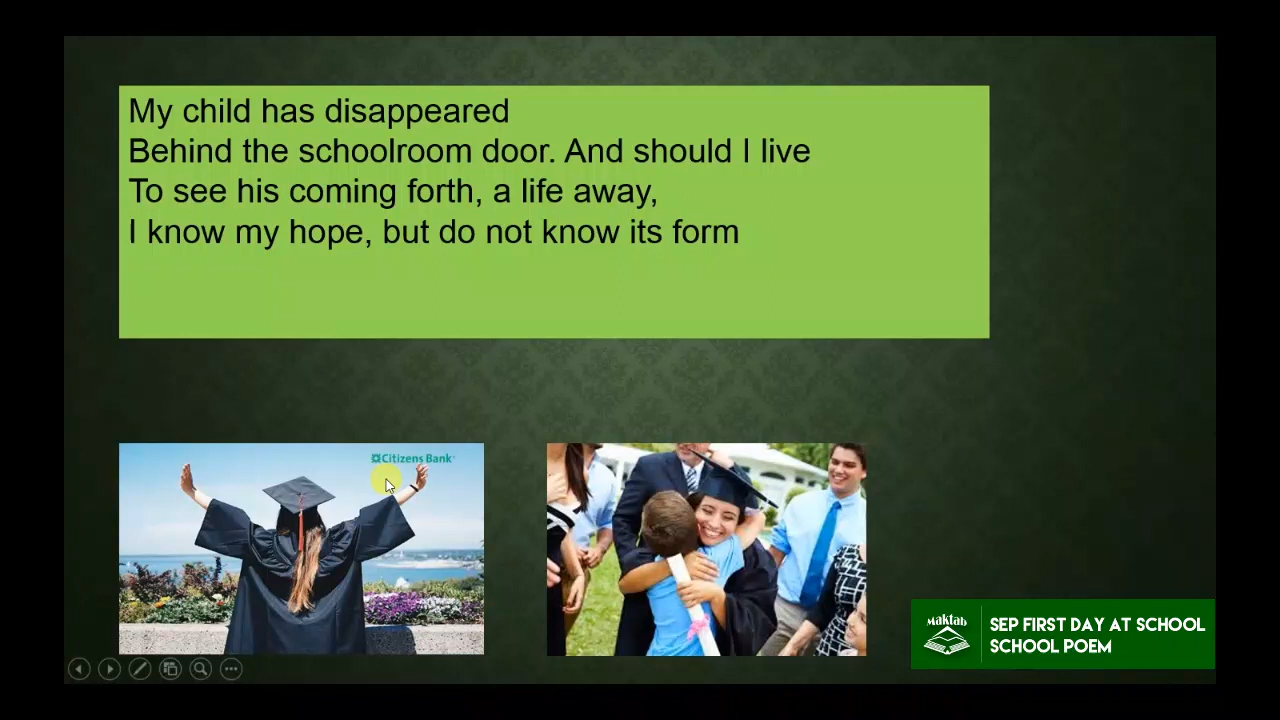 My child has disappeared
Behind the schoolroom door. And should I live
To see his coming forth, a life away,
I know my hope, but do not know its form
Citizens Bank
maktab
SEP FIRST DAY AT SCHOOL
SCHOOL POEM